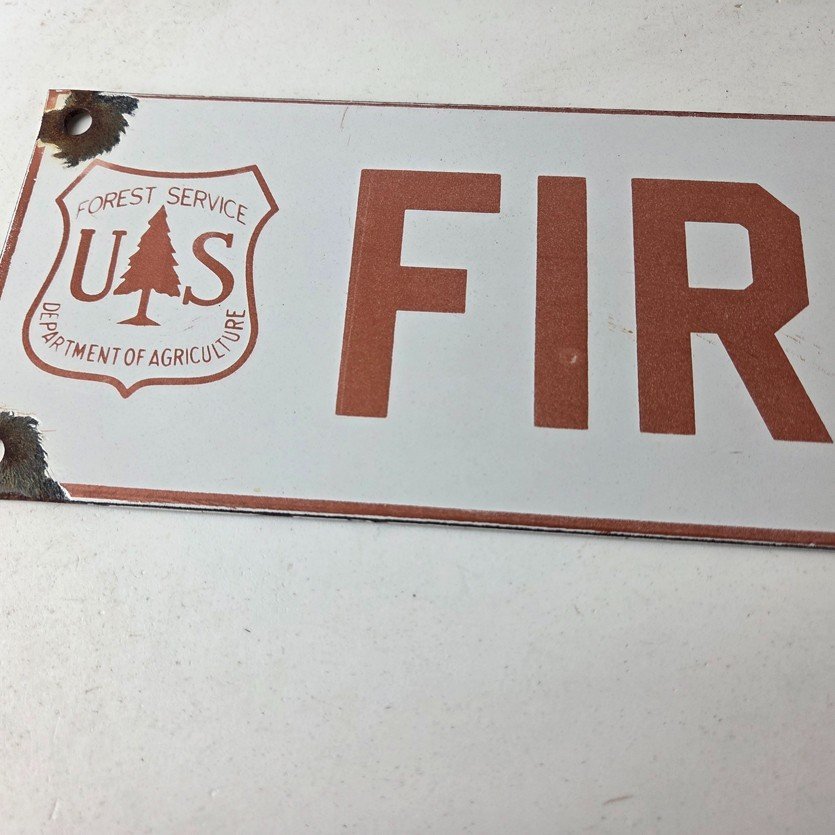 FOREST SERVICE
U S
DEPARTMENT OF AGRICULTURE
FIR